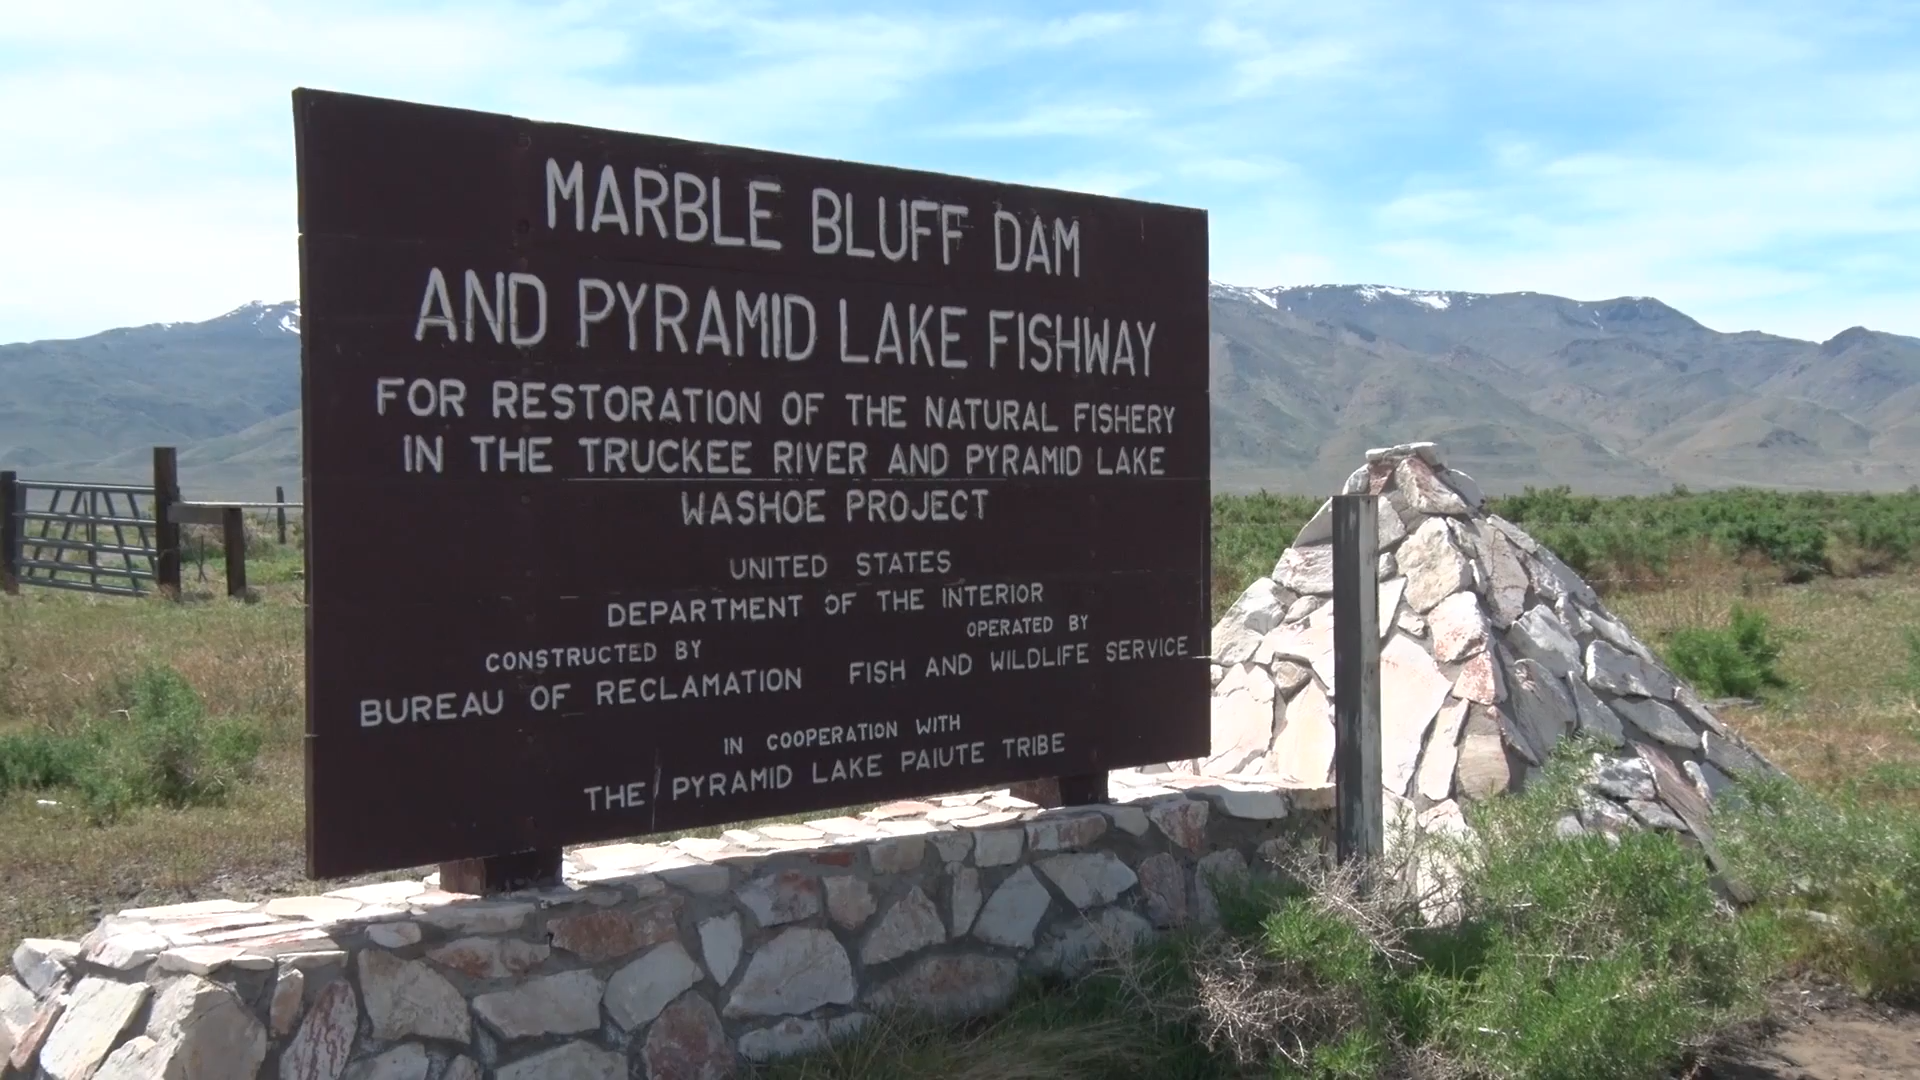 MARBLE BLUFF DAM
AND PYRAMID LAKE FISHWAY
FOR RESTORATION OF THE NATURAL FISHERY
IN THE TRUCKEE RIVER AND PYRAMID LAKE
WASHOE PROJECT
UNITED STATES
DEPARTMENT OF THE INTERIOR
CONSTRUCTED BY
BUREAU OF RECLAMATION
OPERATED BY
FISH AND WILDLIFE SERVICE
IN COOPERATION WITH
THE PYRAMID LAKE PAIUTE TRIBE